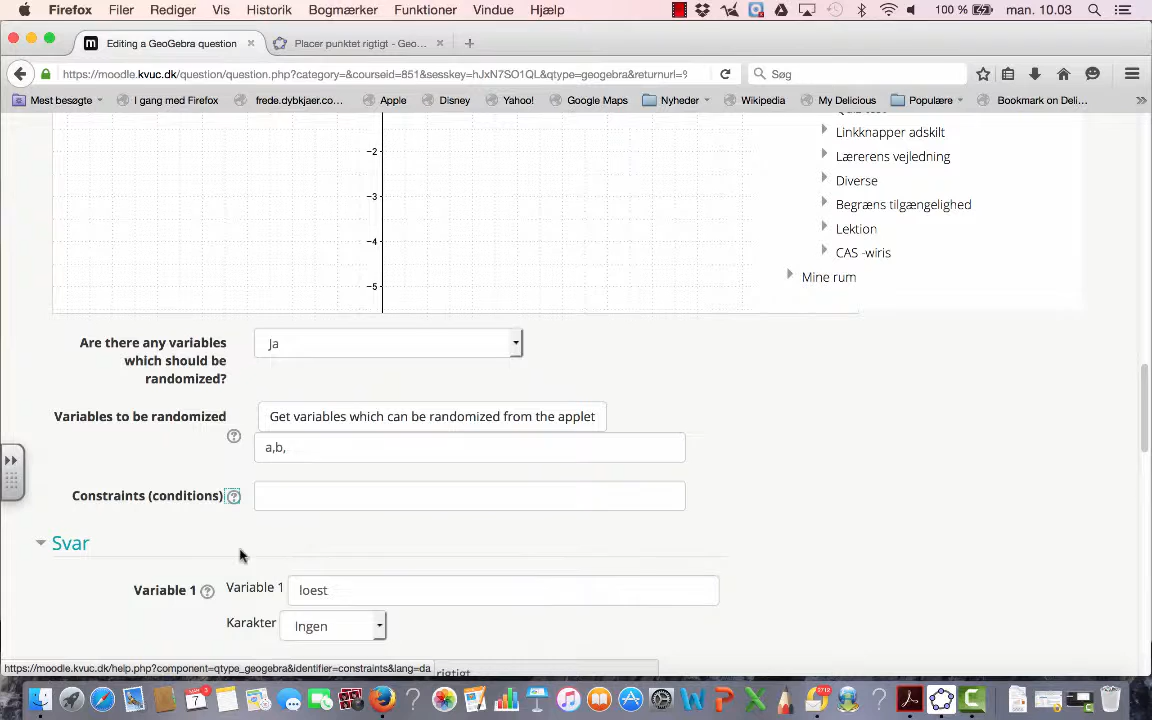 Firefox Filer Rediger Vis Historik Bogmærker Funktioner Vindue Hjælp 100 % man. 10.03
Editing a GeoGebra question × Placer punktet rigtigt - Geo... × +
https://moodle.kvuc.dk/question/question.php?category=&courseid=851&sesskey=hJxN7SO1QL&qtype=geogebra&returnurl=9 Søg
Mest besøgte I gang med Firefox frede.dybkjaer.co... Apple Disney Yahoo! Google Maps Nyheder Wikipedia My Delicious Populære Bookmark on Deli... »
−2
−3
−4
−5
Linkknapper adskilt
Lærerens vejledning
Diverse
Begræns tilgængelighed
Lektion
CAS -wiris
Mine rum
Are there any variables
which should be
randomized?
Ja
Variables to be randomized
Get variables which can be randomized from the applet
?
a,b,
Constraints (conditions) ?
Svar
Variable 1 ?
Variable 1
loest
Karakter
Ingen
rigtigt
https://moodle.kvuc.dk/help.php?component=qtype_geogebra&identifier=constraints&lang=da